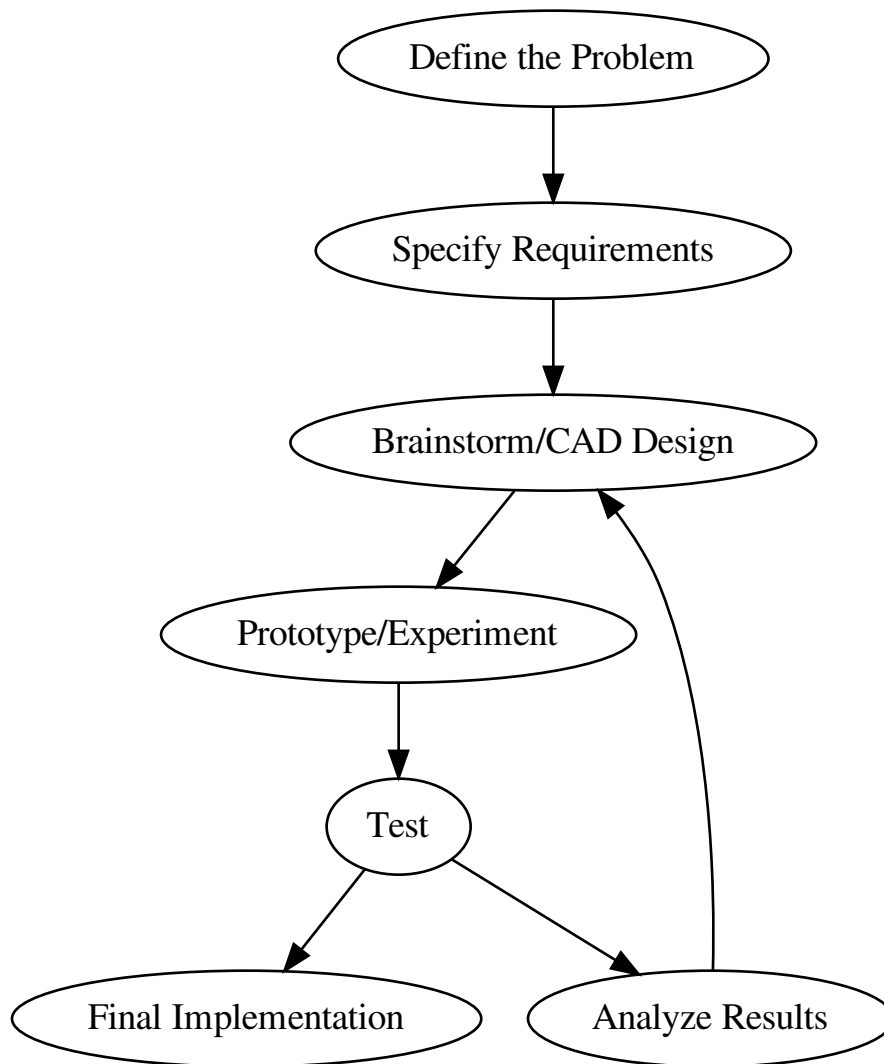 Define the Problem
Specify Requirements
Brainstorm/CAD Design
Prototype/Experiment
Test
Final Implementation
Analyze Results